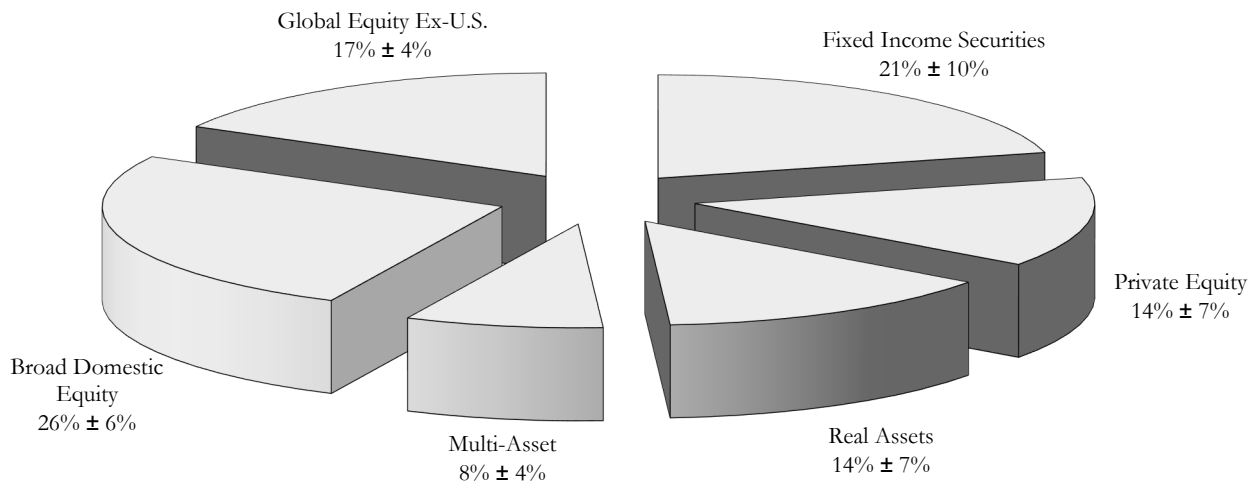 Global Equity Ex-U.S.
17% ± 4%
Fixed Income Securities
21% ± 10%
Private Equity
14% ± 7%
Broad Domestic
Equity
26% ± 6%
Multi-Asset
8% ± 4%
Real Assets
14% ± 7%